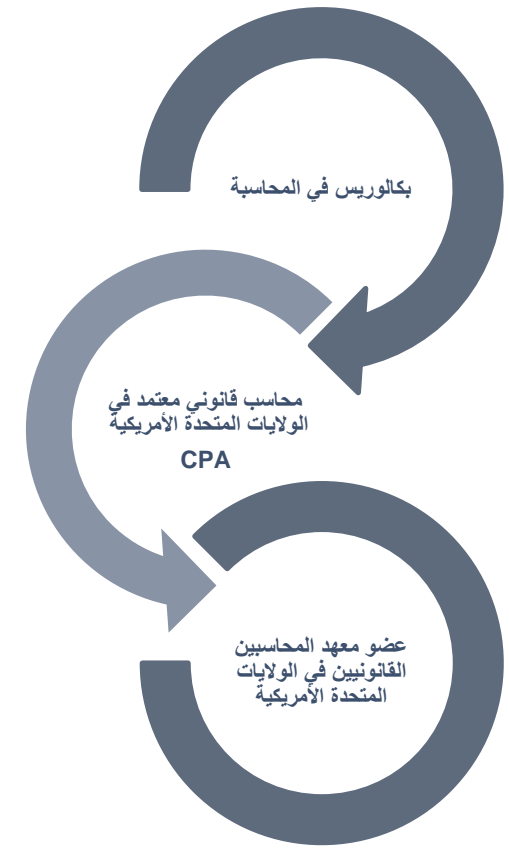 بكالوريس في المحاسبة
محاسب قانوني معتمد في
الولايات المتحدة الأمريكية
CPA
عضو معهد المحاسبين
القانونيين في الولايات
المتحدة الأمريكية